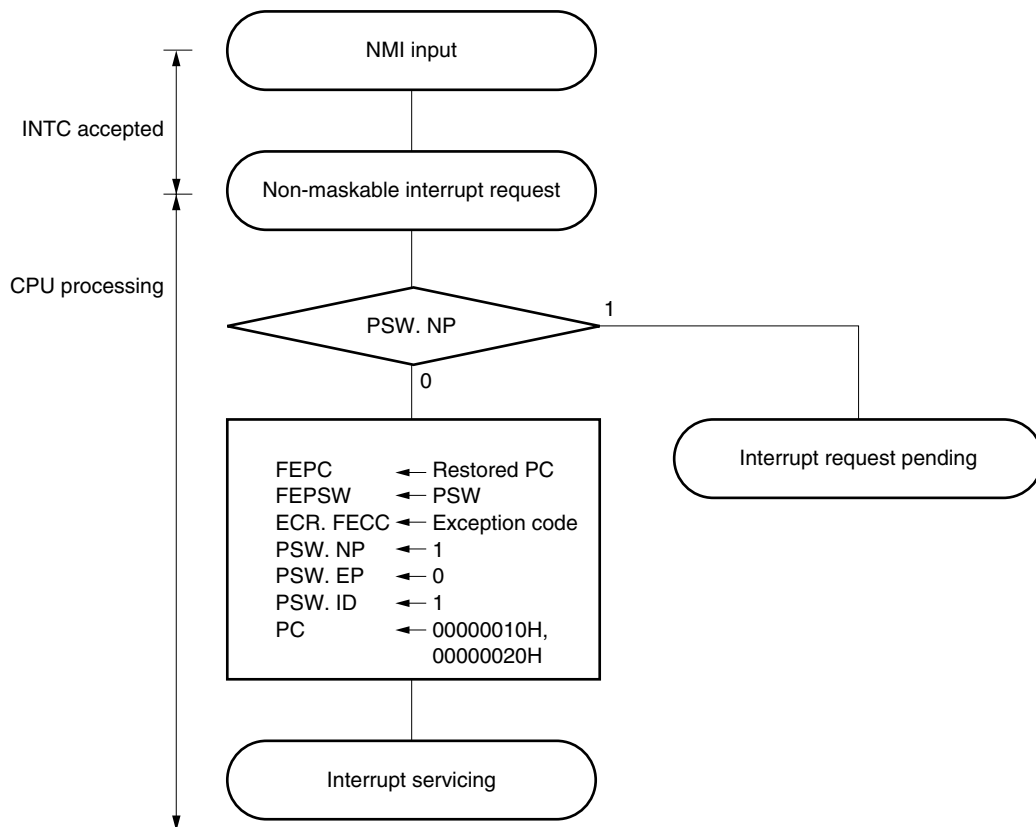 NMI input
INTC accepted
Non-maskable interrupt request
CPU processing
PSW. NP
1
0
Interrupt request pending
FEPC ← Restored PC
FEPSW ← PSW
ECR. FECC ← Exception code
PSW. NP ← 1
PSW. EP ← 0
PSW. ID ← 1
PC ← 00000010H,
00000020H
Interrupt servicing